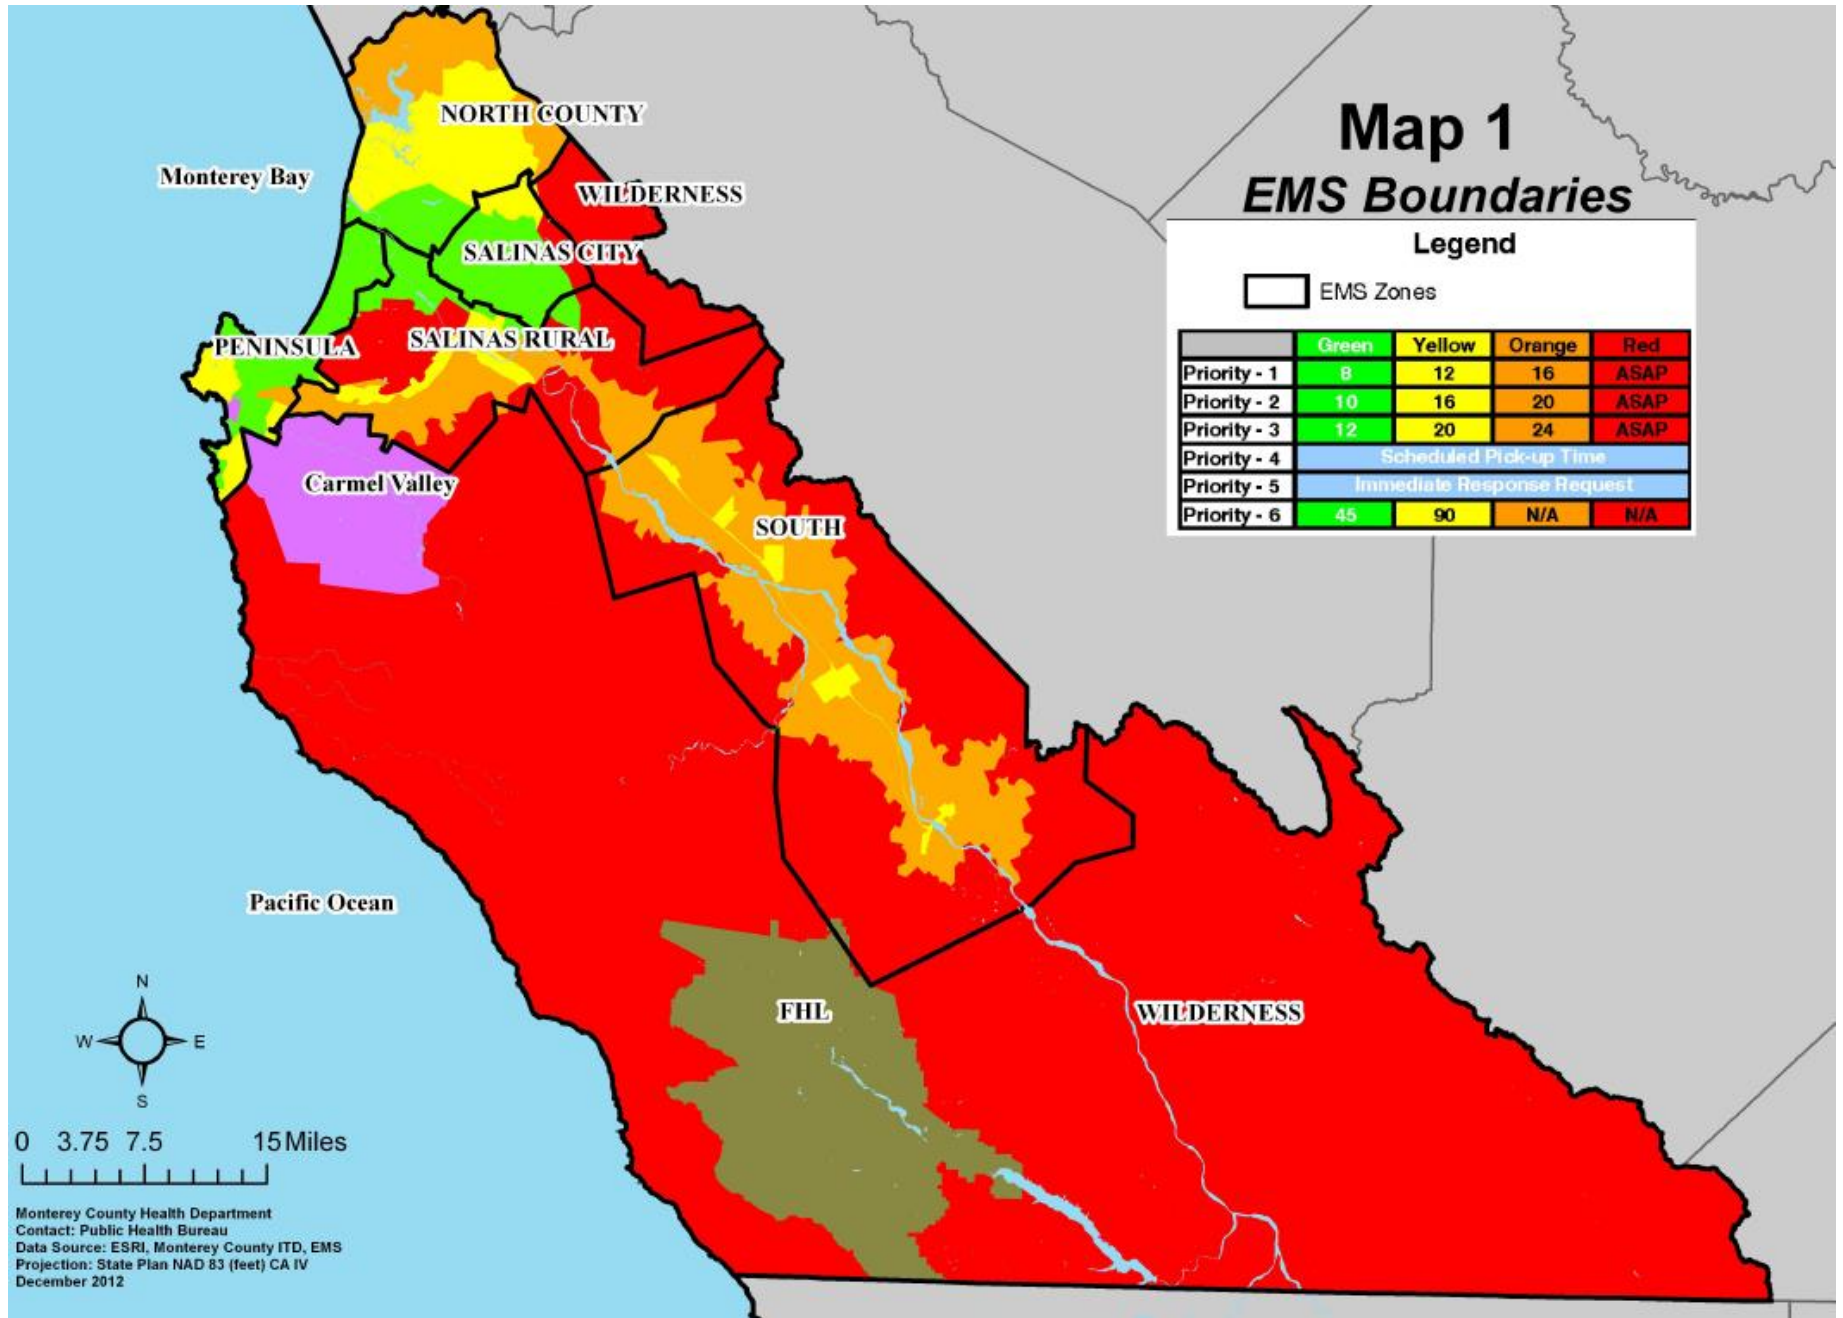 Map 1
EMS Boundaries
Legend
EMS Zones
Green Yellow Orange Red
Priority - 1 8 12 16 ASAP
Priority - 2 10 16 20 ASAP
Priority - 3 12 20 24 ASAP
Priority - 4 Scheduled Pick-up Time
Priority - 5 Immediate Response Request
Priority - 6 45 90 N/A N/A
NORTH COUNTY
Monterey Bay
WILDERNESS
SALINAS CITY
PENINSULA
SALINAS RURAL
Carmel Valley
SOUTH
Pacific Ocean
FHL
WILDERNESS
N
W E
S
0 3.75 7.5 15 Miles
Monterey County Health Department
Contact: Public Health Bureau
Data Source: ESRI, Monterey County ITD, EMS
Projection: State Plan NAD 83 (feet) CA IV
December 2012